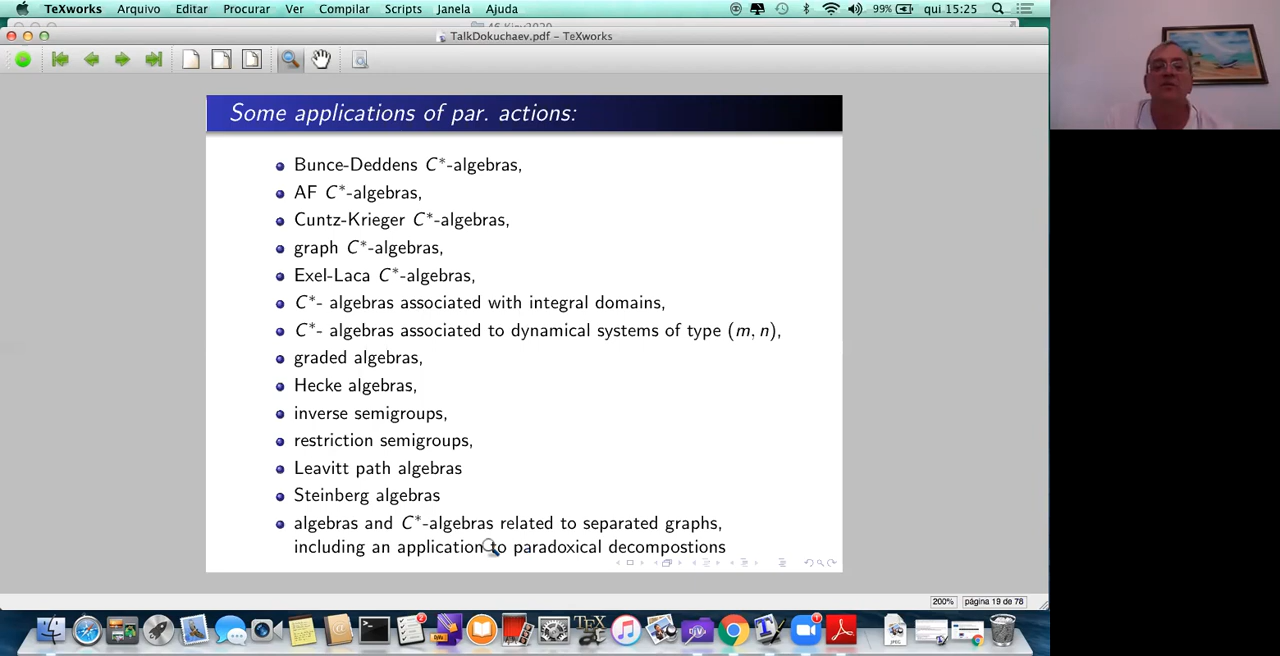 TeXworks Arquivo Editar Procurar Ver Compilar Scripts Janela Ajuda 99% qui 15:25
TalkDokuchaev.pdf – TeXworks
Some applications of par. actions:
Bunce-Deddens C*-algebras,
AF C*-algebras,
Cuntz-Krieger C*-algebras,
graph C*-algebras,
Exel-Laca C*-algebras,
C*- algebras associated with integral domains,
C*- algebras associated to dynamical systems of type (m, n),
graded algebras,
Hecke algebras,
inverse semigroups,
restriction semigroups,
Leavitt path algebras
Steinberg algebras
algebras and C*-algebras related to separated graphs,
including an application to paradoxical decompostions
200% página 19 de 78